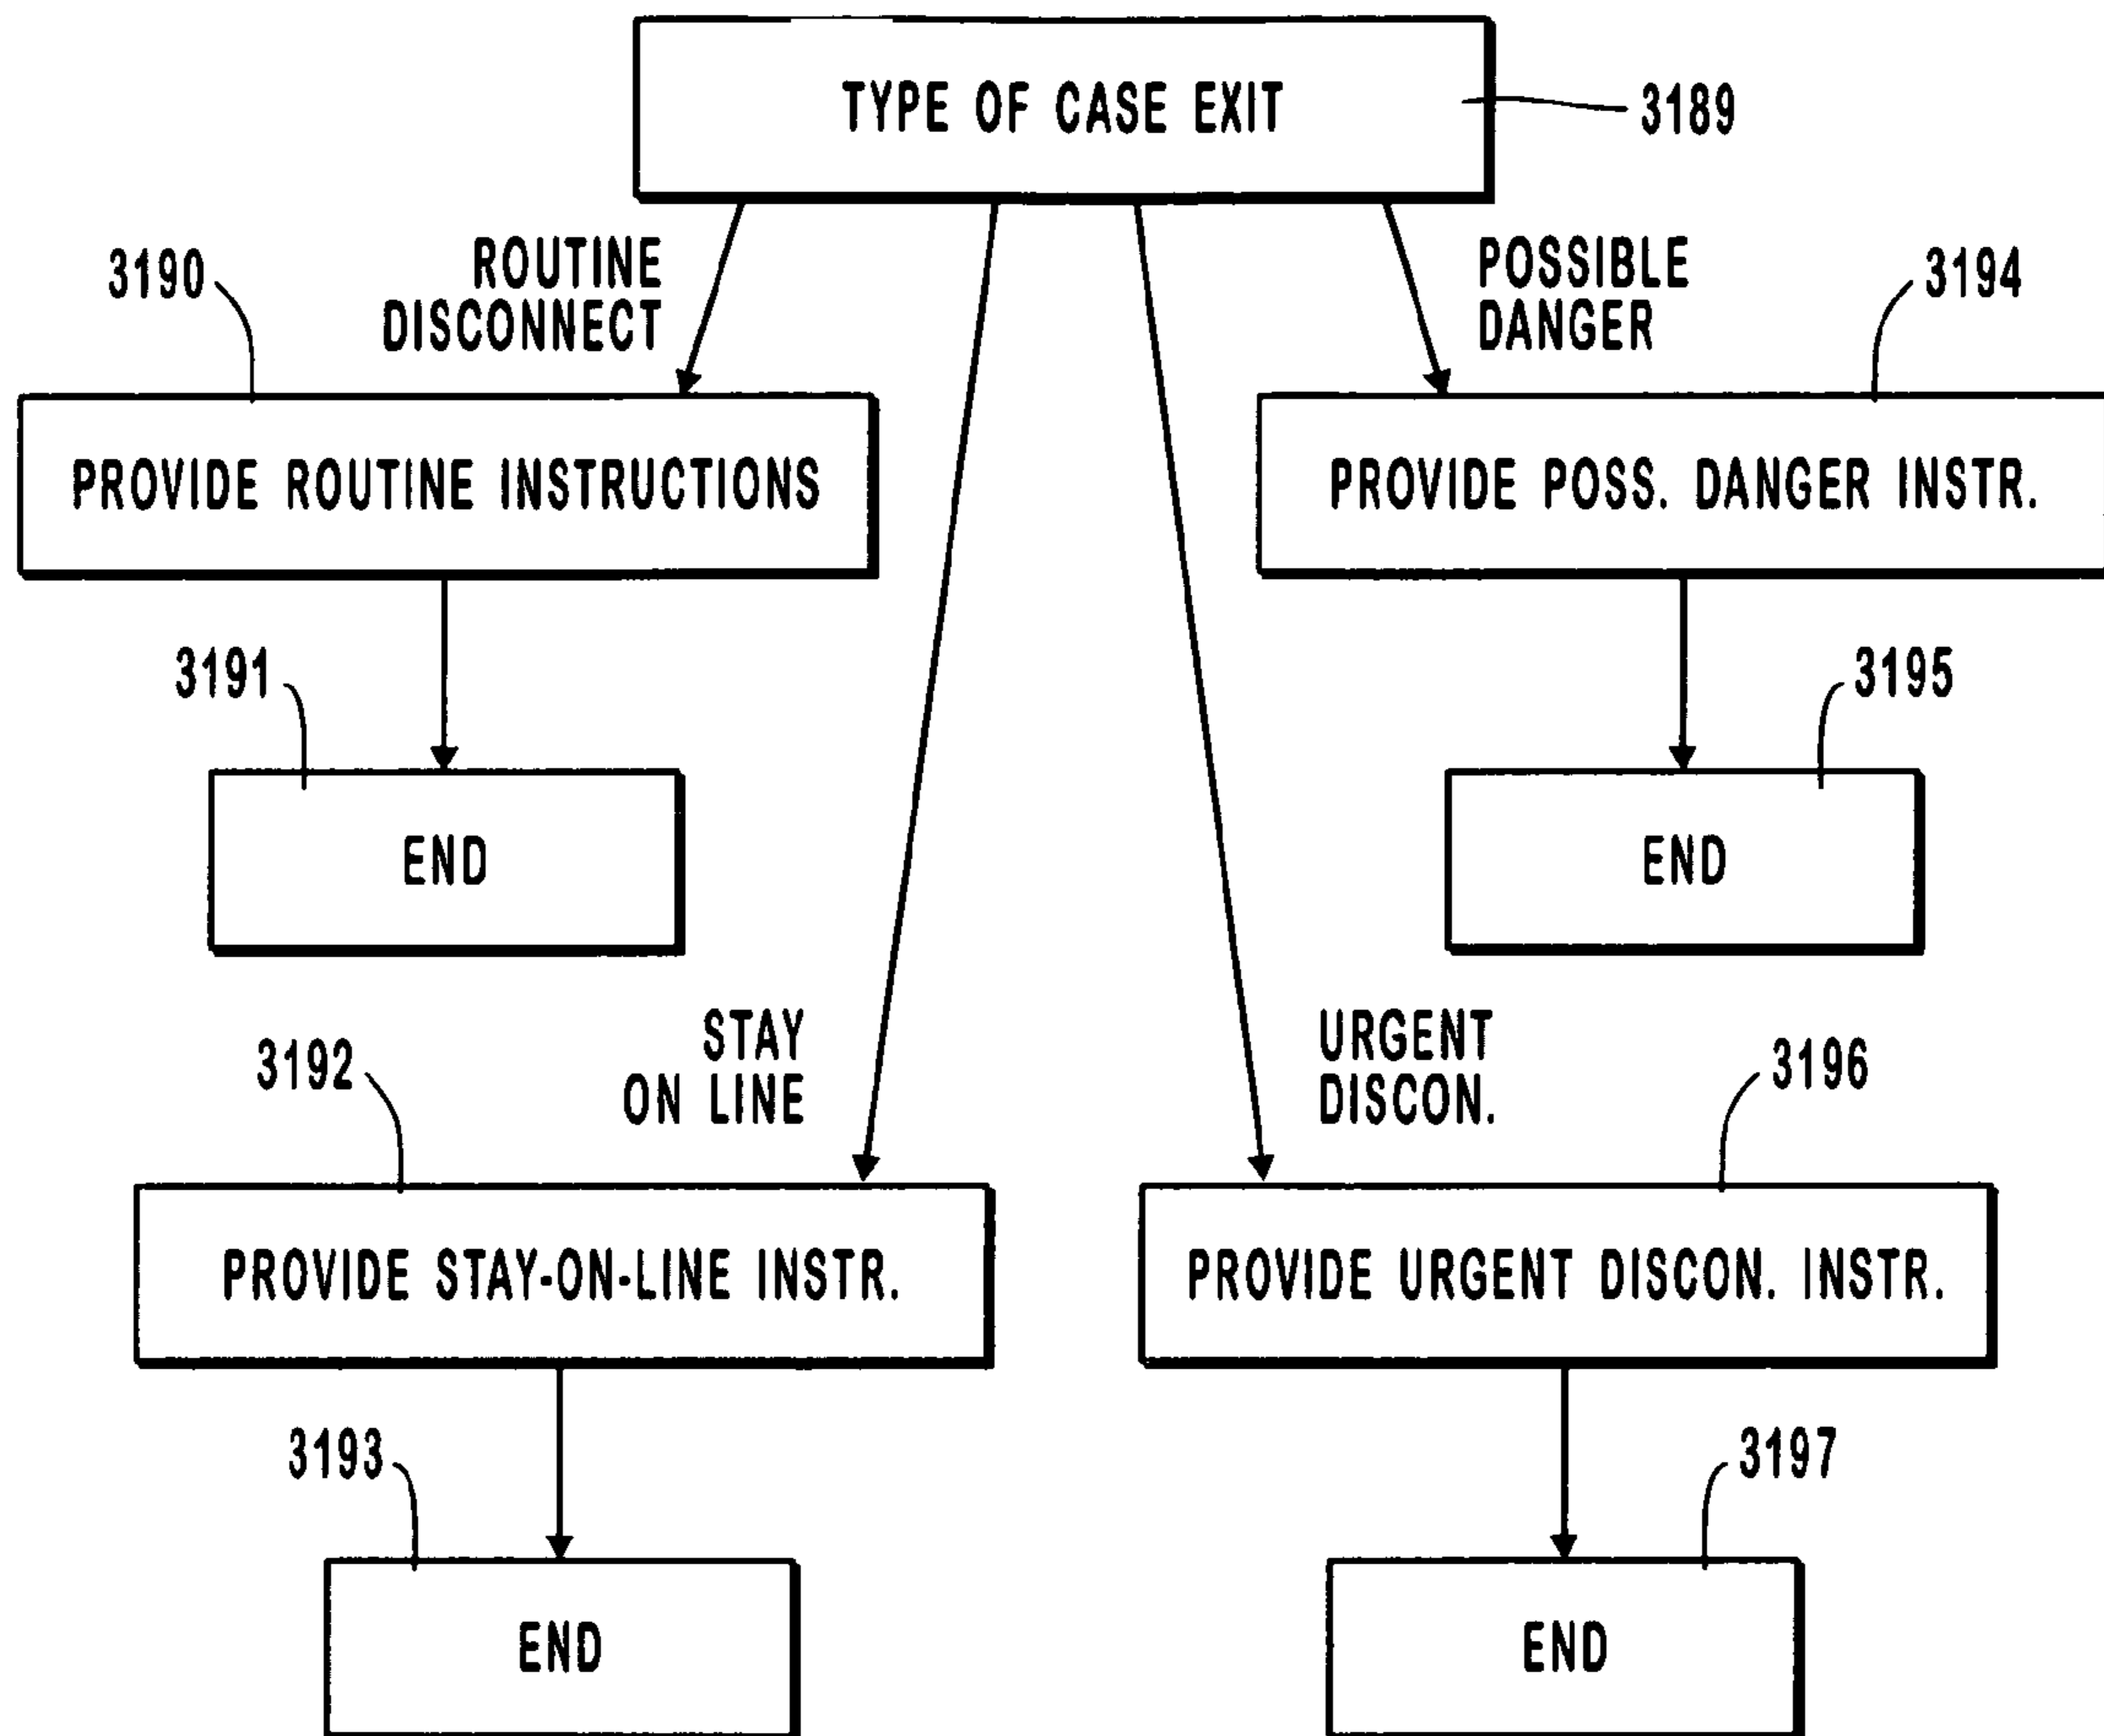 TYPE OF CASE EXIT
3189
ROUTINE
DISCONNECT
POSSIBLE
DANGER
3190
3194
PROVIDE ROUTINE INSTRUCTIONS
PROVIDE POSS. DANGER INSTR.
3191
3195
END
END
STAY
ON LINE
URGENT
DISCON.
3192
3196
PROVIDE STAY-ON-LINE INSTR.
PROVIDE URGENT DISCON. INSTR.
3193
3197
END
END